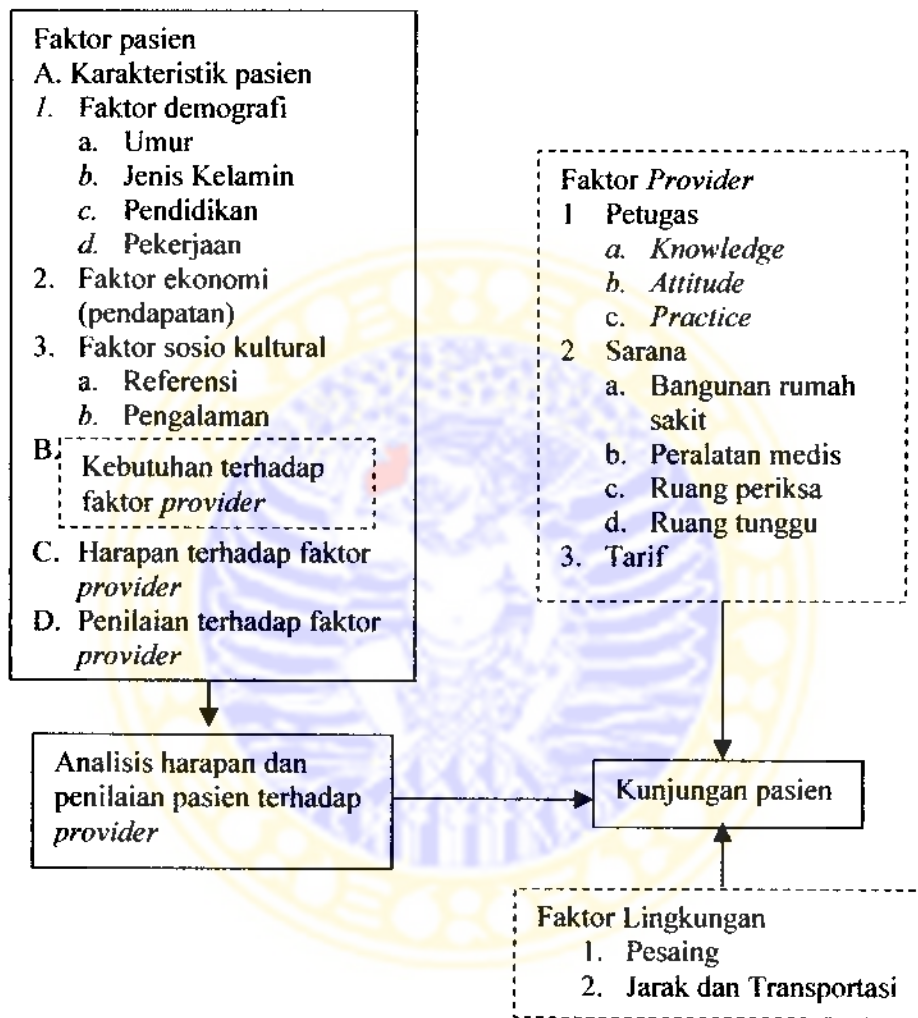 Faktor pasien
A. Karakteristik pasien
1. Faktor demografi
a. Umur
b. Jenis Kelamin
c. Pendidikan
d. Pekerjaan
2. Faktor ekonomi
(pendapatan)
3. Faktor sosio kultural
a. Referensi
b. Pengalaman
B.
Kebutuhan terhadap
faktor provider
C. Harapan terhadap faktor
provider
D. Penilaian terhadap faktor
provider
Analisis harapan dan
penilaian pasien terhadap
provider
Faktor Provider
1 Petugas
a. Knowledge
b. Attitude
c. Practice
2 Sarana
a. Bangunan rumah
sakit
b. Peralatan medis
c. Ruang periksa
d. Ruang tunggu
3. Tarif
Kunjungan pasien
Faktor Lingkungan
1. Pesaing
2. Jarak dan Transportasi